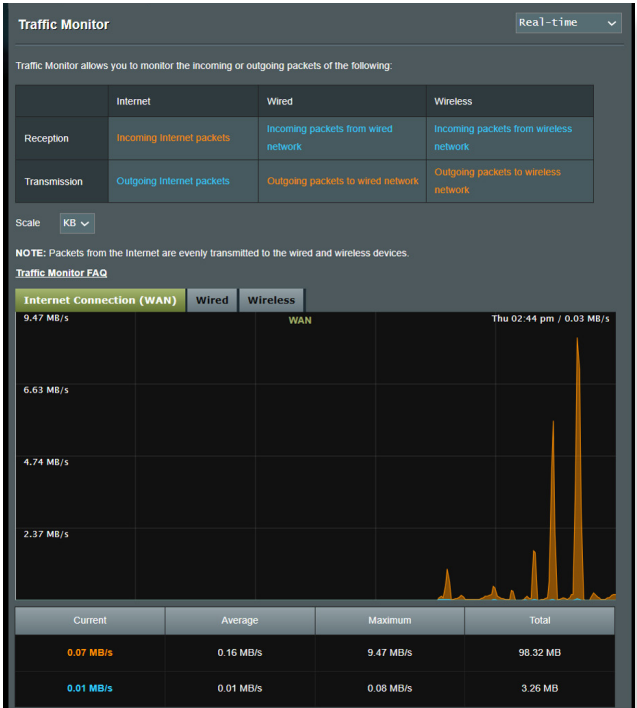 Traffic Monitor
Real-time
Traffic Monitor allows you to monitor the incoming or outgoing packets of the following:
Internet Wired Wireless
Reception Incoming Internet packets Incoming packets from wired network Incoming packets from wireless network
Transmission Outgoing Internet packets Outgoing packets to wired network Outgoing packets to wireless network
Scale KB
NOTE: Packets from the Internet are evenly transmitted to the wired and wireless devices.
Traffic Monitor FAQ
Internet Connection (WAN) Wired Wireless
9.47 MB/s WAN Thu 02:44 pm / 0.03 MB/s
6.63 MB/s
4.74 MB/s
2.37 MB/s
Current Average Maximum Total
0.07 MB/s 0.16 MB/s 9.47 MB/s 98.32 MB
0.01 MB/s 0.01 MB/s 0.08 MB/s 3.26 MB